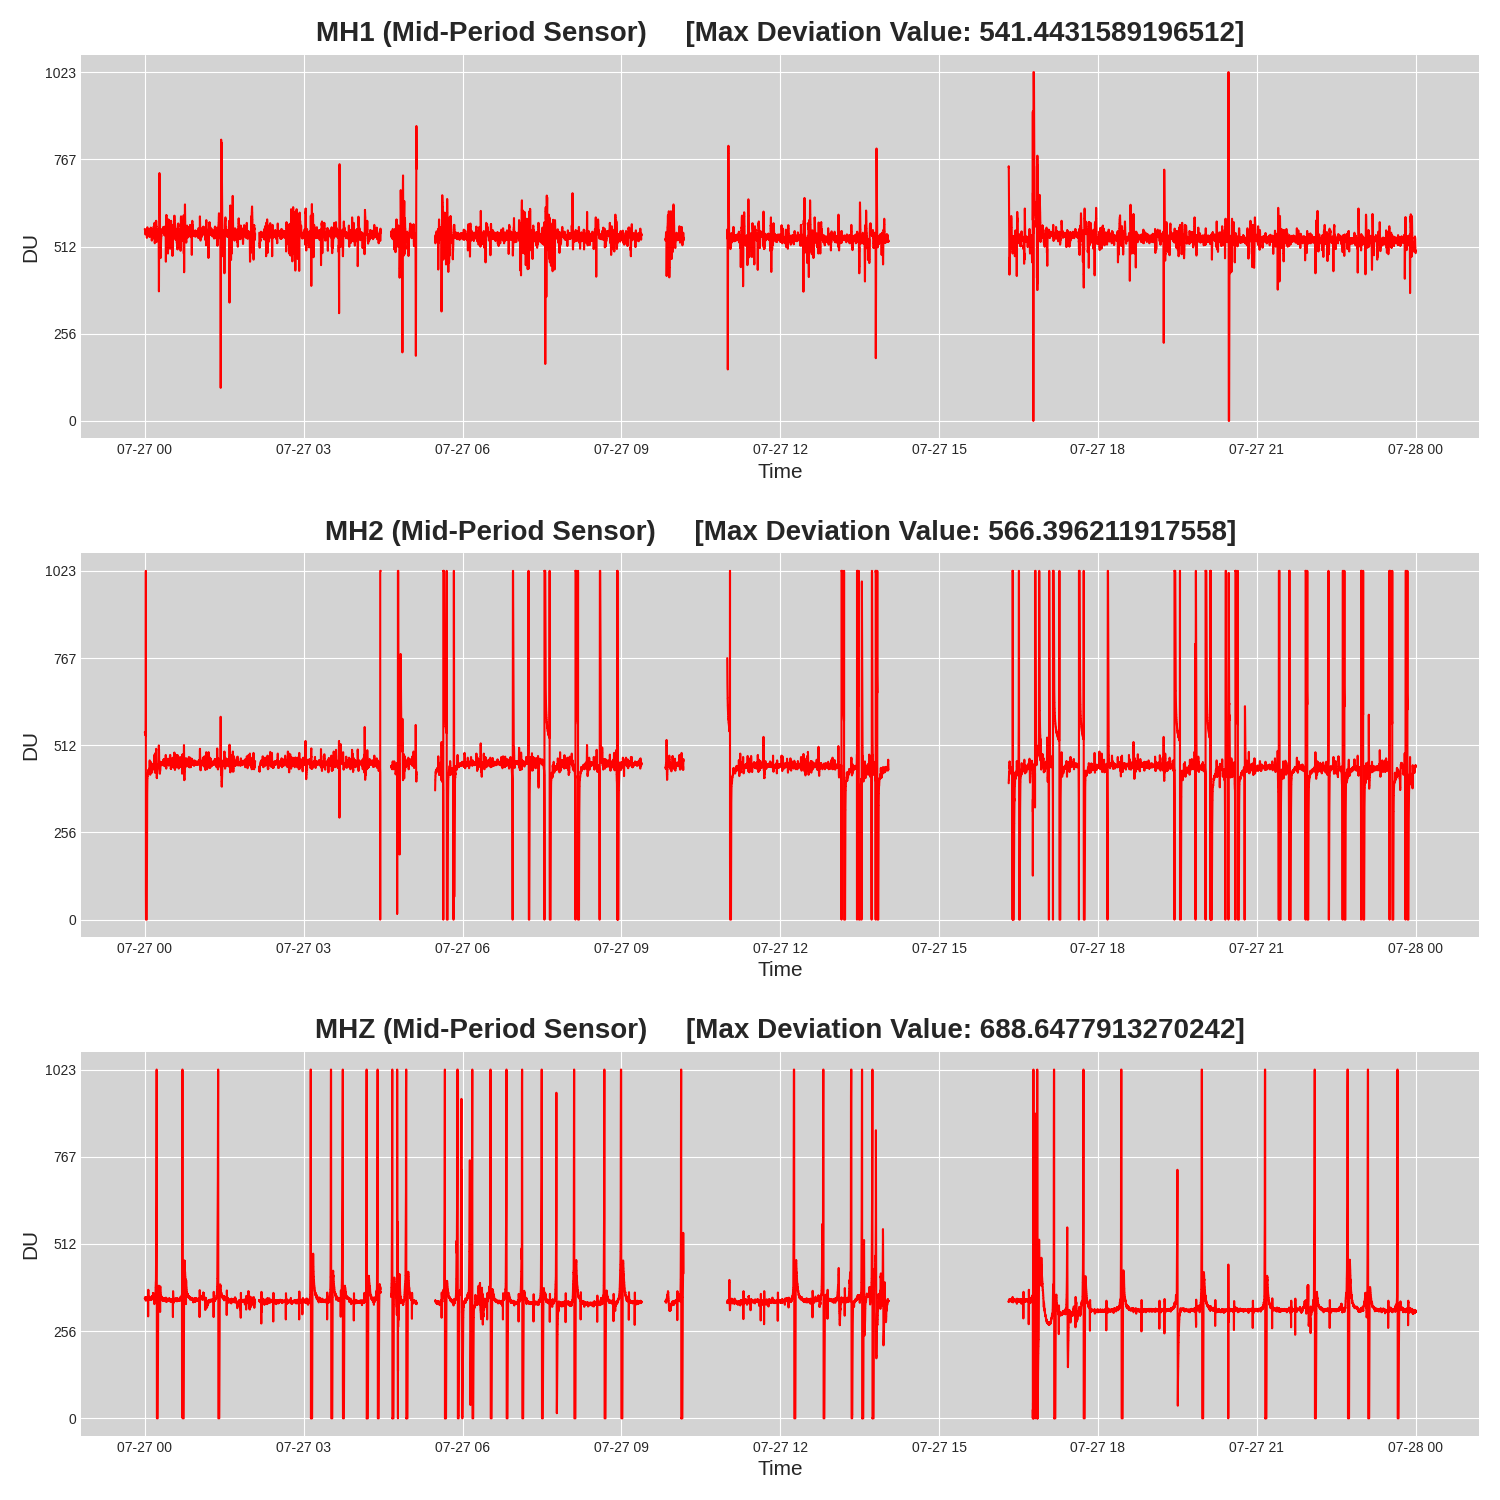 MH1 (Mid-Period Sensor)     [Max Deviation Value: 541.4431589196512]
1023
767
512
256
0
DU
07-27 00 07-27 03 07-27 06 07-27 09 07-27 12 07-27 15 07-27 18 07-27 21 07-28 00
Time
MH2 (Mid-Period Sensor)     [Max Deviation Value: 566.396211917558]
1023
767
512
256
0
DU
07-27 00 07-27 03 07-27 06 07-27 09 07-27 12 07-27 15 07-27 18 07-27 21 07-28 00
Time
MHZ (Mid-Period Sensor)     [Max Deviation Value: 688.6477913270242]
1023
767
512
256
0
DU
07-27 00 07-27 03 07-27 06 07-27 09 07-27 12 07-27 15 07-27 18 07-27 21 07-28 00
Time